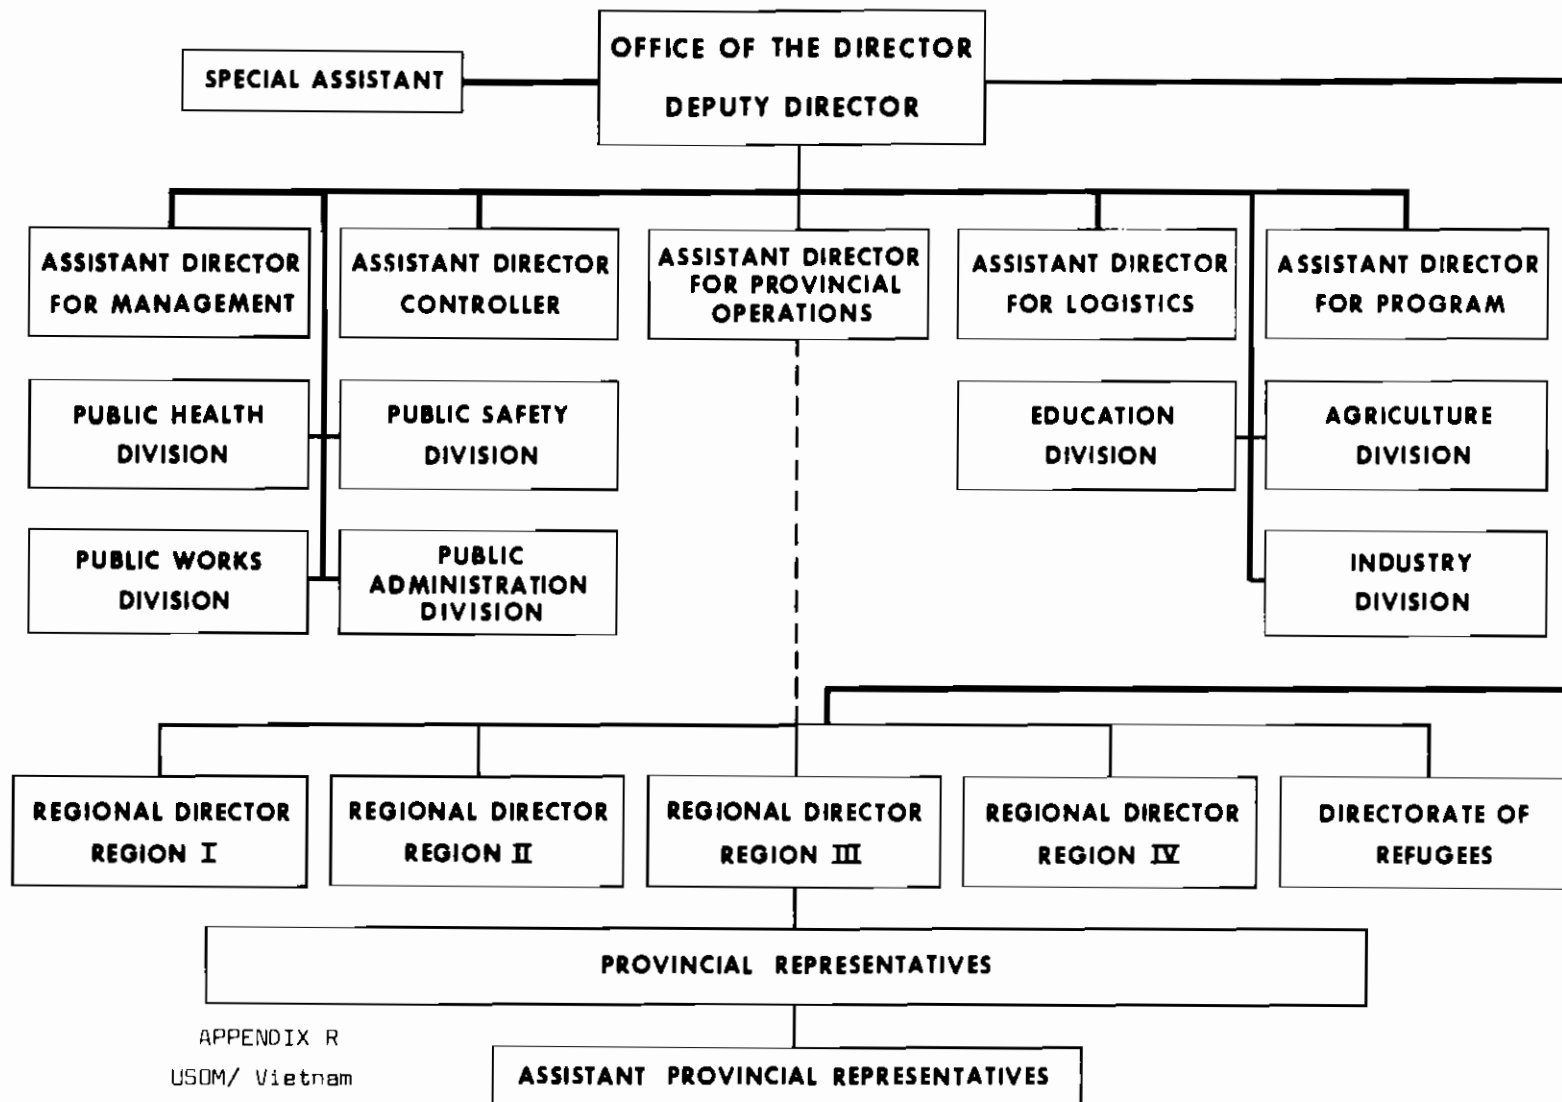 OFFICE OF THE DIRECTOR
DEPUTY DIRECTOR
SPECIAL ASSISTANT
ASSISTANT DIRECTOR
FOR MANAGEMENT
ASSISTANT DIRECTOR
CONTROLLER
ASSISTANT DIRECTOR
FOR PROVINCIAL
OPERATIONS
ASSISTANT DIRECTOR
FOR LOGISTICS
ASSISTANT DIRECTOR
FOR PROGRAM
PUBLIC HEALTH
DIVISION
PUBLIC SAFETY
DIVISION
EDUCATION
DIVISION
AGRICULTURE
DIVISION
PUBLIC WORKS
DIVISION
PUBLIC
ADMINISTRATION
DIVISION
INDUSTRY
DIVISION
REGIONAL DIRECTOR
REGION I
REGIONAL DIRECTOR
REGION II
REGIONAL DIRECTOR
REGION III
REGIONAL DIRECTOR
REGION IV
DIRECTORATE OF
REFUGEES
PROVINCIAL REPRESENTATIVES
APPENDIX R
USOM/ Vietnam
ASSISTANT PROVINCIAL REPRESENTATIVES